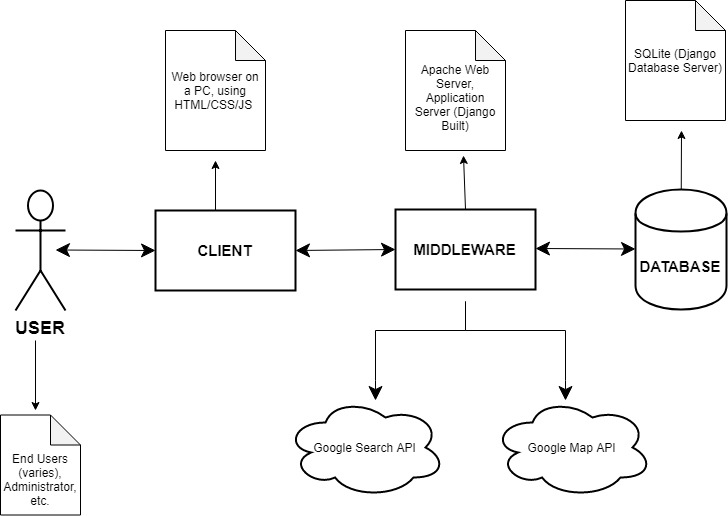 Web browser on
a PC, using
HTML/CSS/JS
Apache Web
Server,
Application
Server (Django
Built)
SQLite (Django
Database Server)
CLIENT
MIDDLEWARE
DATABASE
USER
End Users
(varies),
Administrator,
etc.
Google Search API
Google Map API